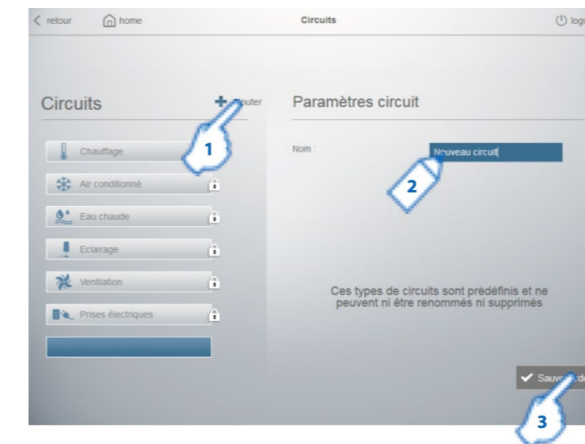 retour
home
Circuits
Circuits
Chauffage
Air conditionné
Eau chaude
Eclairage
Ventilation
Prises électriques
1
Paramètres circuit
Nom :
Nouveau circuit
2
Ces types de circuits sont prédéfinis et ne
peuvent ni être renommés ni supprimés
3